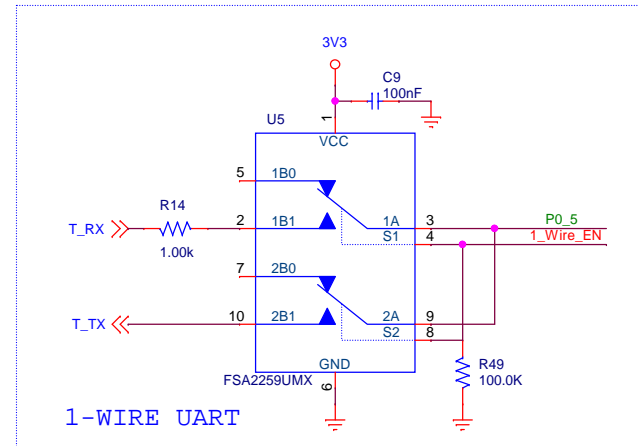 3V3
C9
100nF
U5
1
VCC
5
1B0
R14
T_RX
1.00k
2
1B1
1A
3
P0_5
S1
4
1_Wire_EN
7
2B0
T_TX
10
2B1
2A
9
S2
8
GND
R49
FSA2259UMX
6
100.0K
1-WIRE UART